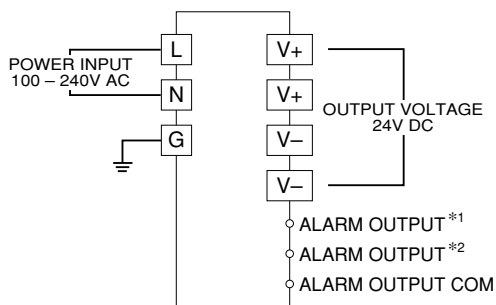 L
V+
POWER INPUT
100 – 240V AC
N
V+
OUTPUT VOLTAGE
24V DC
G
V–
V–
ALARM OUTPUT*1
ALARM OUTPUT*2
ALARM OUTPUT COM